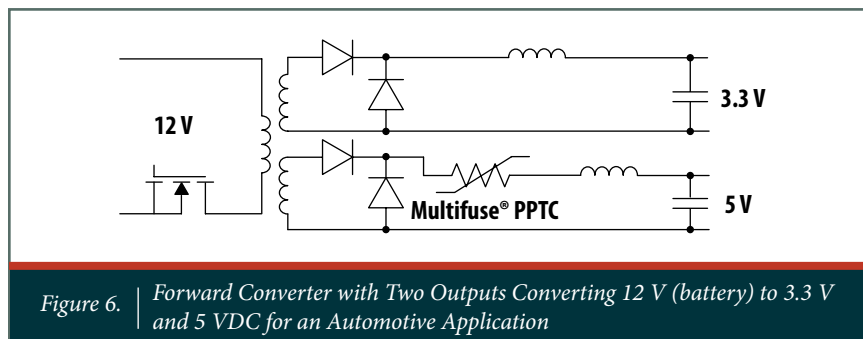 12 V
3.3 V
Multifuse® PPTC
5 V
Figure 6.
Forward Converter with Two Outputs Converting 12 V (battery) to 3.3 V
and 5 VDC for an Automotive Application